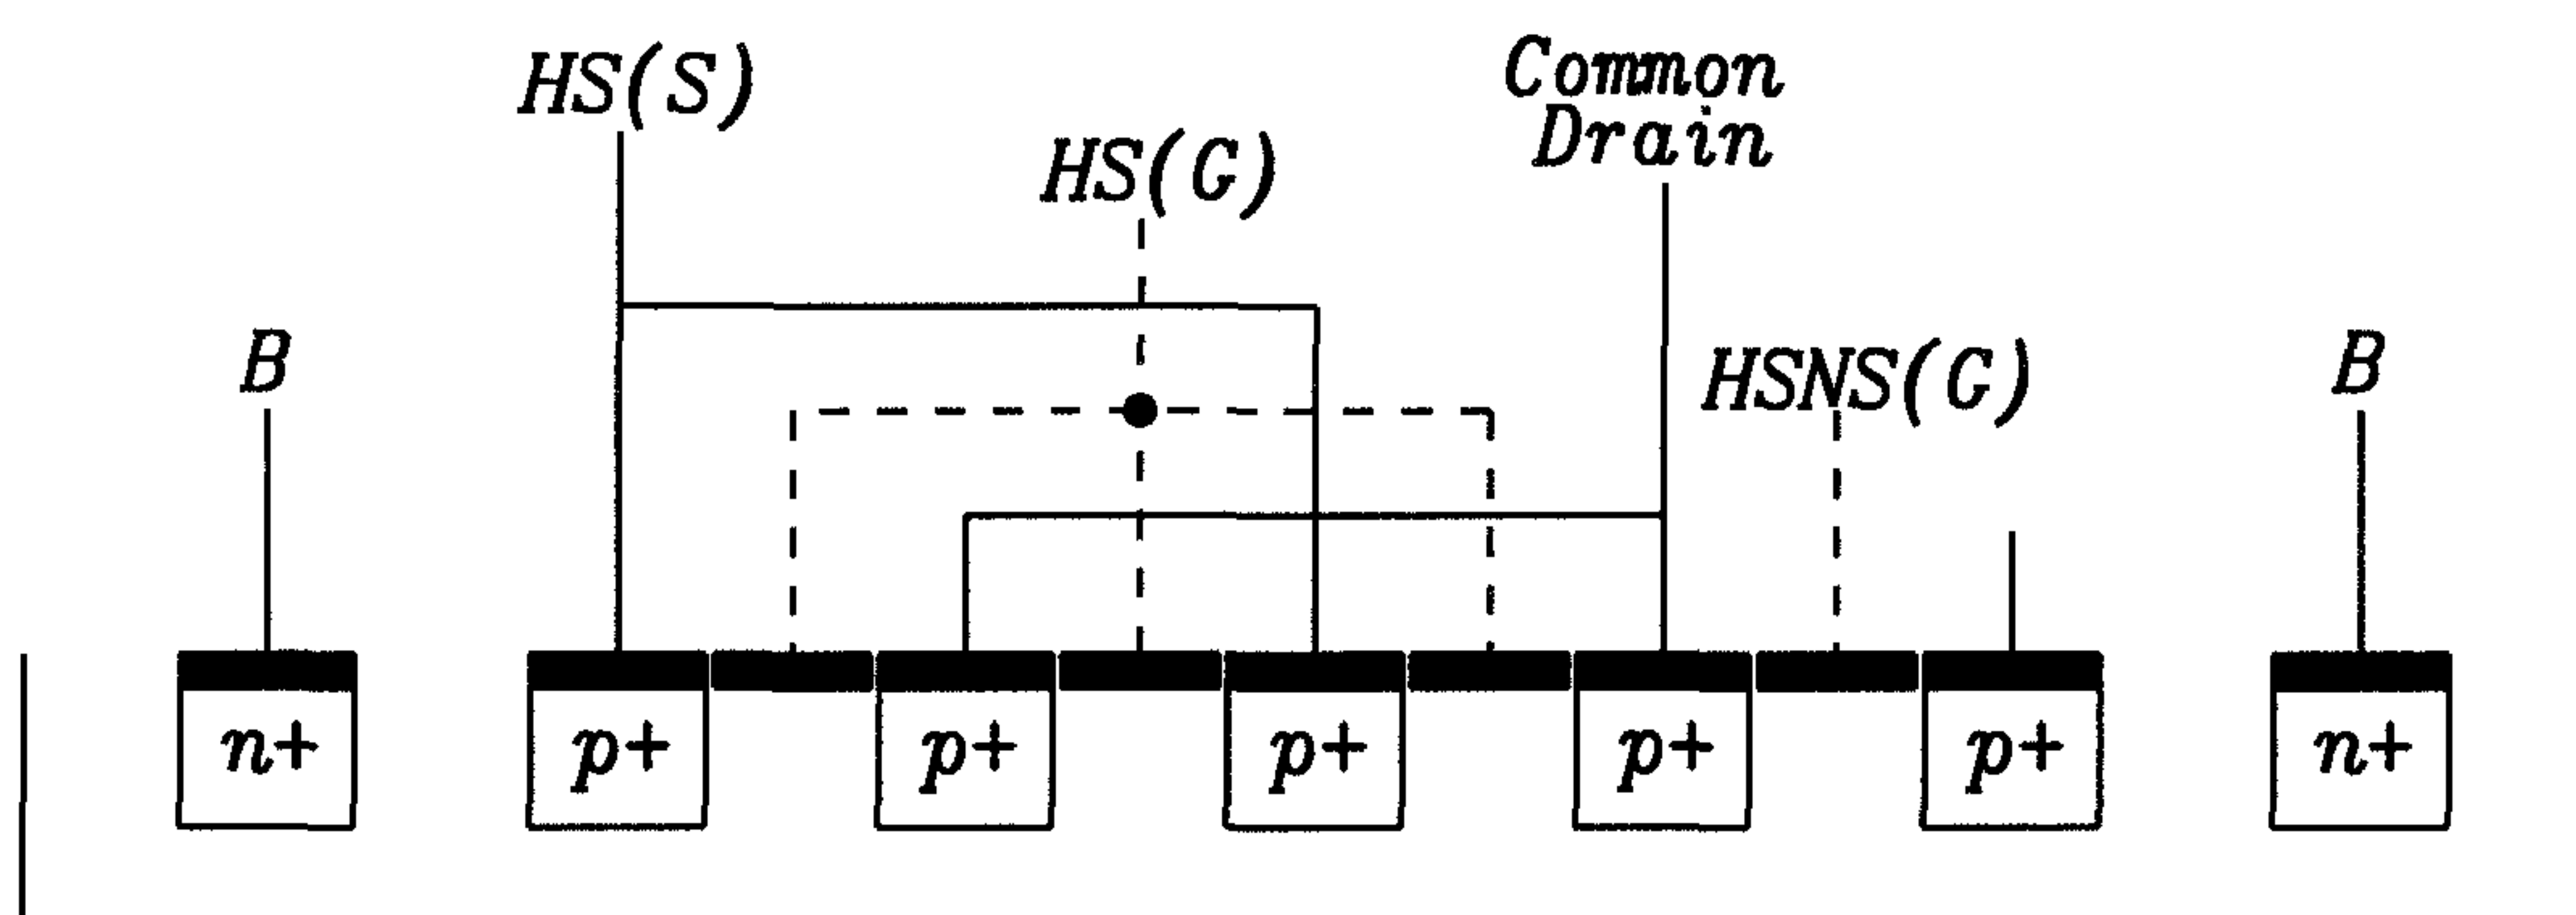 HS(S)
Common
Drain
HS(G)
B
HSNS(G)
B
n+
p+
p+
p+
p+
p+
n+